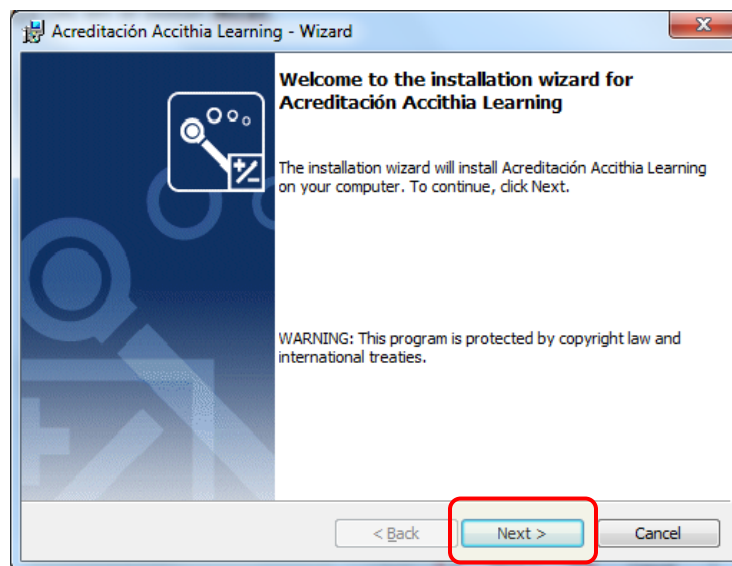 Acreditación Accithia Learning - Wizard
Welcome to the installation wizard for
Acreditación Accithia Learning
The installation wizard will install Acreditación Accithia Learning
on your computer. To continue, click Next.
WARNING: This program is protected by copyright law and
international treaties.
< Back
Next >
Cancel